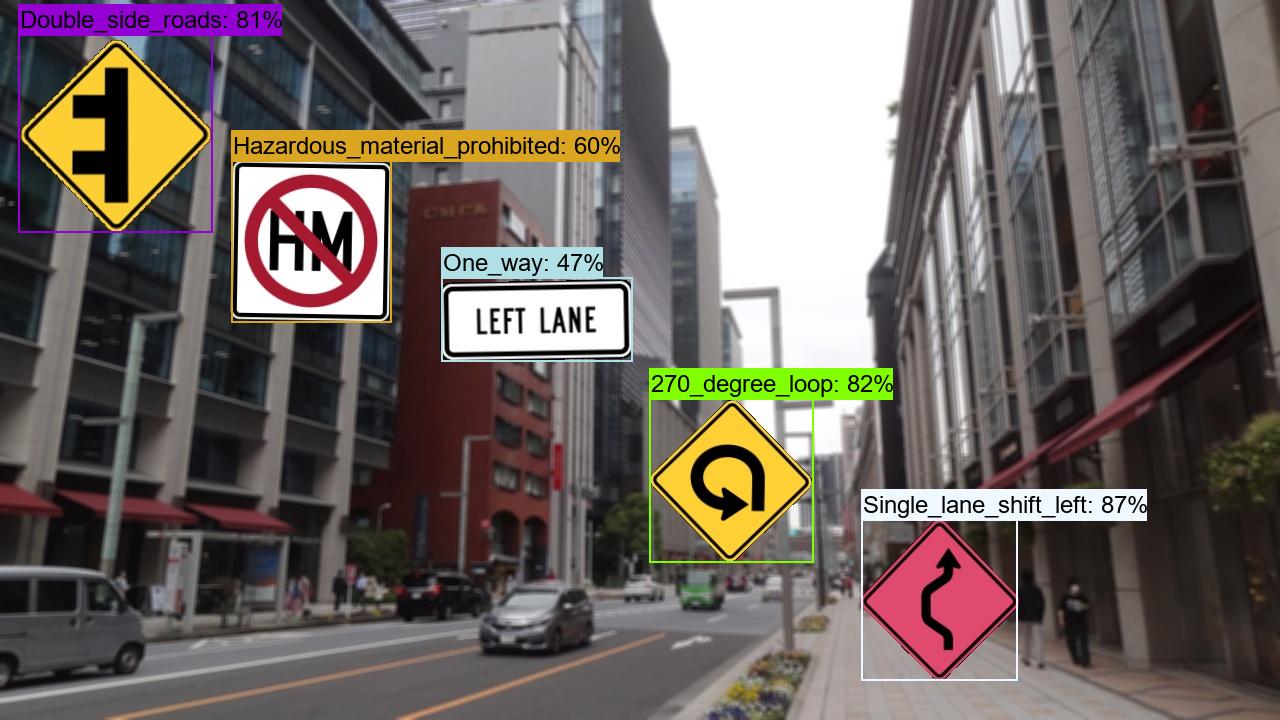 Double_side_roads: 81%
Hazardous_material_prohibited: 60%
HM
One_way: 47%
LEFT LANE
270_degree_loop: 82%
Single_lane_shift_left: 87%